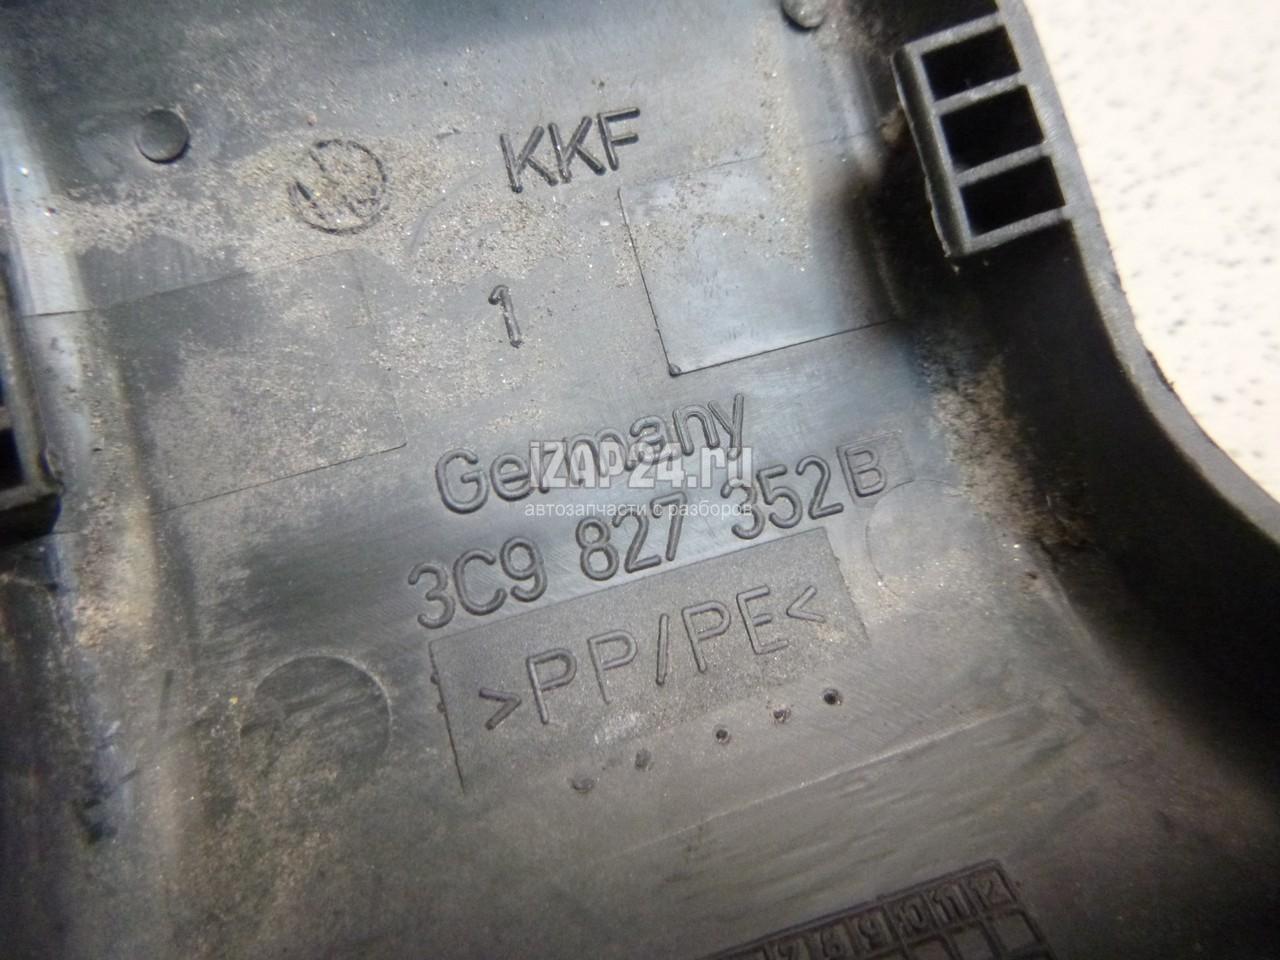 KKF
1
Germany
iZAP24.ru
автозапчасти с разборов
3C9 827 352B
>PP/PE<